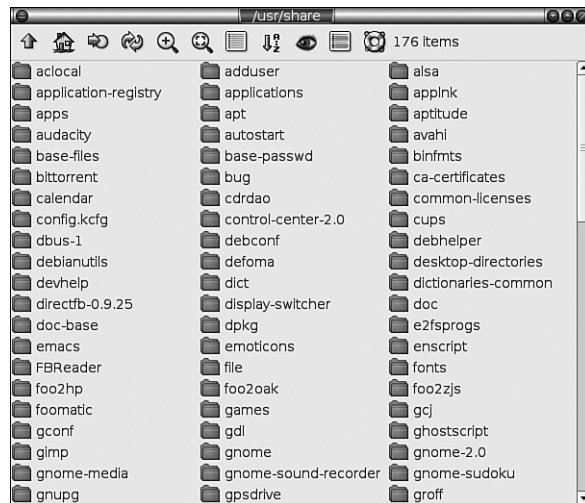 /usr/share
176 items
aclocal adduser alsa
application-registry applications applnk
apps apt aptitude
audacity autostart avahi
base-files base-passwd binfmts
bittorrent bug ca-certificates
calendar cdrdao common-licenses
config.kcfg control-center-2.0 cups
dbus-1 debconf debhelper
debianutils defoma desktop-directories
devhelp dict dictionaries-common
directfb-0.9.25 display-switcher doc
doc-base dpkg e2fsprogs
emacs emoticons enscript
FBReader file fonts
foo2hp foo2oak foo2zjs
foomatic games gcj
gconf gdl ghostscript
gimp gnome gnome-2.0
gnome-media gnome-sound-recorder gnome-sudoku
gnupg gpsdrive groff